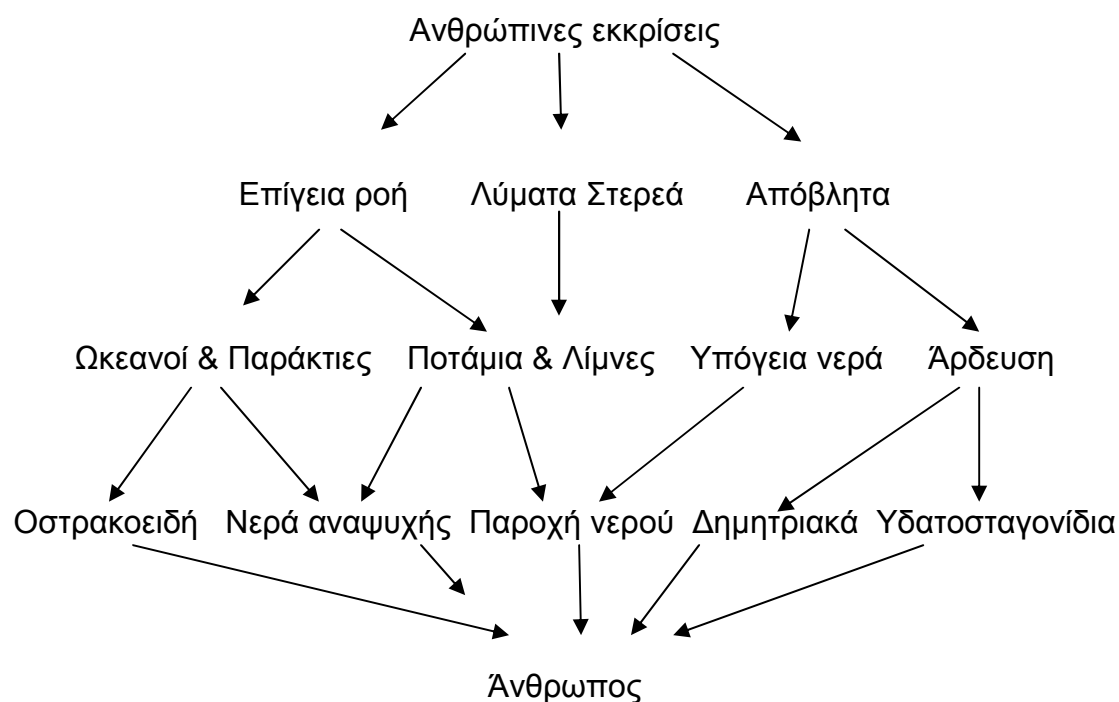 Ανθρώπινες εκκρίσεις
Επίγεια ροή Λύματα Στερεά Απόβλητα
Ωκεανοί & Παράκτιες Ποτάμια & Λίμνες Υπόγεια νερά Άρδευση
Οστρακοειδή Νερά αναψυχής Παροχή νερού Δημητριακά Υδατοσταγονίδια
Άνθρωπος